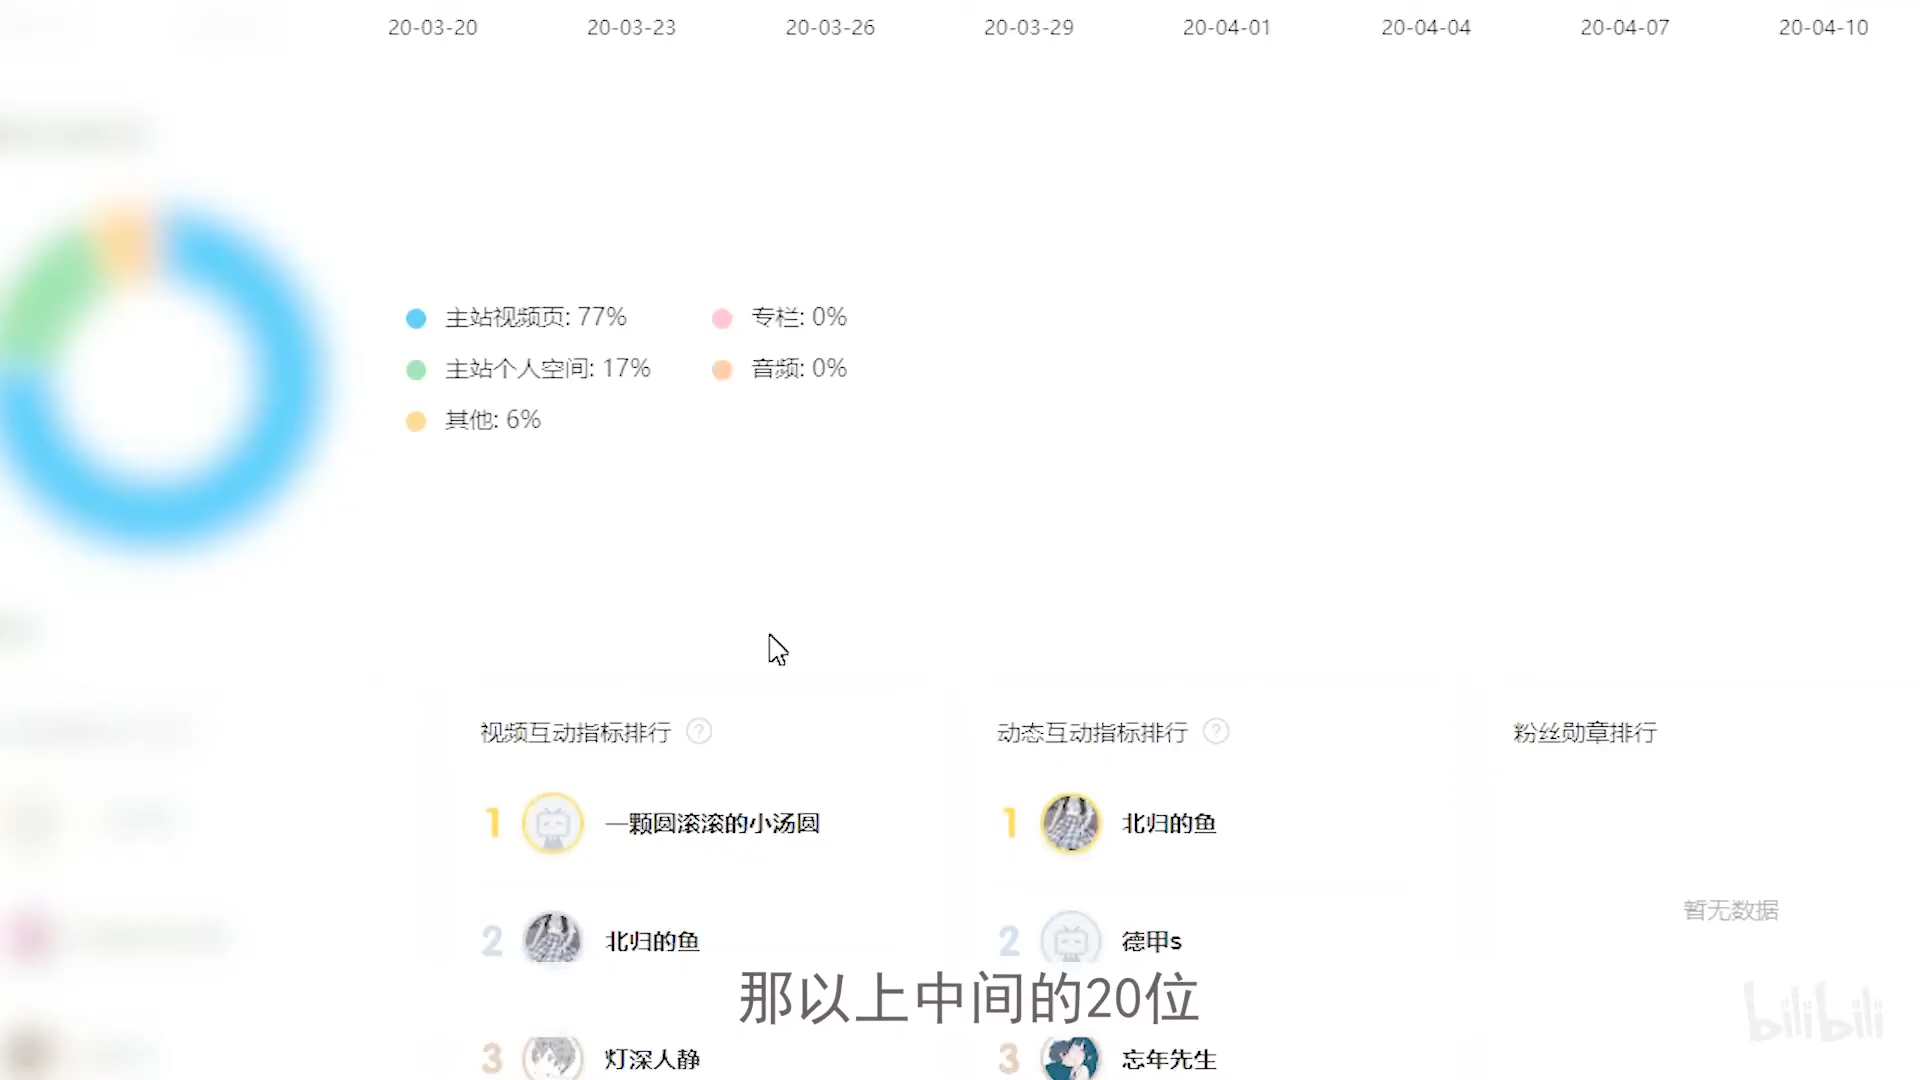 20-03-20 20-03-23 20-03-26 20-03-29 20-04-01 20-04-04 20-04-07 20-04-10
主站视频页: 77% 专栏: 0%
主站个人空间: 17% 音频: 0%
其他: 6%
视频互动指标排行 ?
1 一颗圆滚滚的小汤圆
2 北归的鱼
3 灯深人静
动态互动指标排行 ?
1 北归的鱼
2 德甲s
3 忘年先生
粉丝勋章排行
暂无数据
那以上中间的20位
bilibili